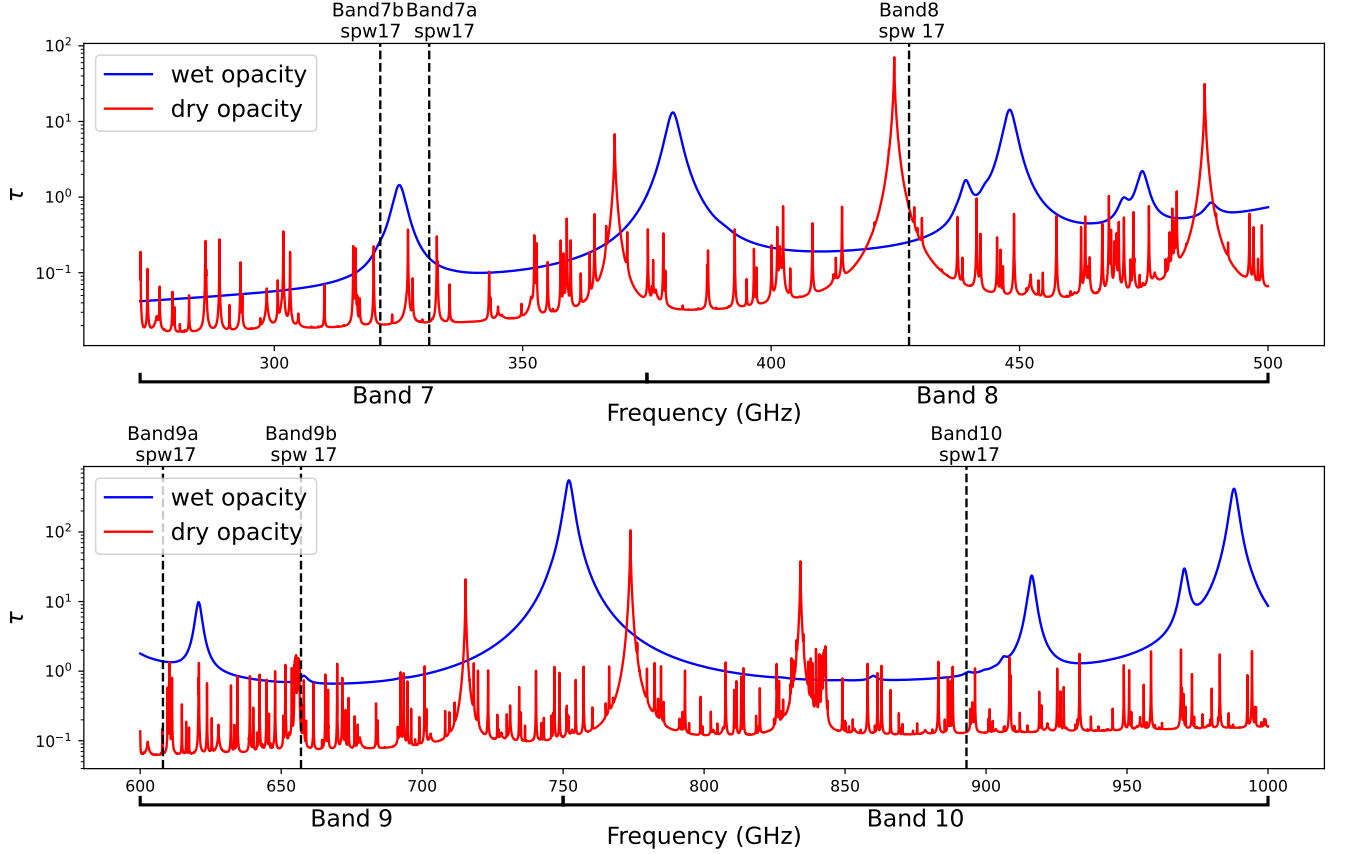 Band7b Band7a Band8
spw17 spw17 spw 17
10² wet opacity
dry opacity
10¹
τ
10⁰
10⁻¹
300 350 400 450 500
Band 7 Band 8
Frequency (GHz)
Band9a Band9b Band10
spw17 spw 17 spw17
wet opacity
dry opacity
10²
10¹
τ
10⁰
10⁻¹
600 650 700 750 800 850 900 950 1000
Band 9 Band 10
Frequency (GHz)